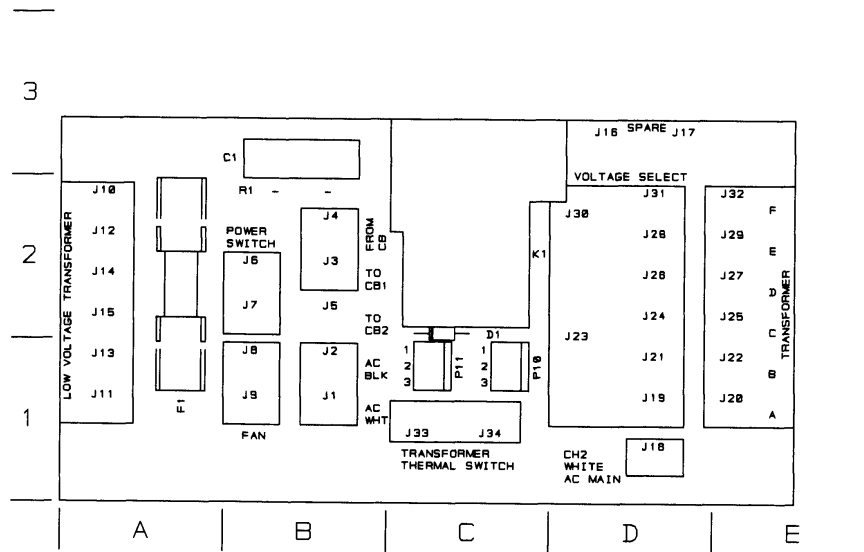 3
J16 SPARE J17
C1
VOLTAGE SELECT
R1 - -
J10
J31
J32
J4
J30
F
2
LOW VOLTAGE TRANSFORMER
J12
POWER
SWITCH
FROM
CB
J28
J29
J6
J3
K1
E
J14
TO
CB1
J26
J27
D
TRANSFORMER
J7
J5
J15
TO
CB2
J24
J25
D1
J23
C
J13
J8
J2
AC
BLK
1
2
3
P11
1
2
3
P10
J21
J22
B
J11
J9
J1
J19
J20
F1
AC
WHT
A
1
FAN
J33 J34
TRANSFORMER
THERMAL SWITCH
J18
CH2
WHITE
AC MAIN
A B C D E